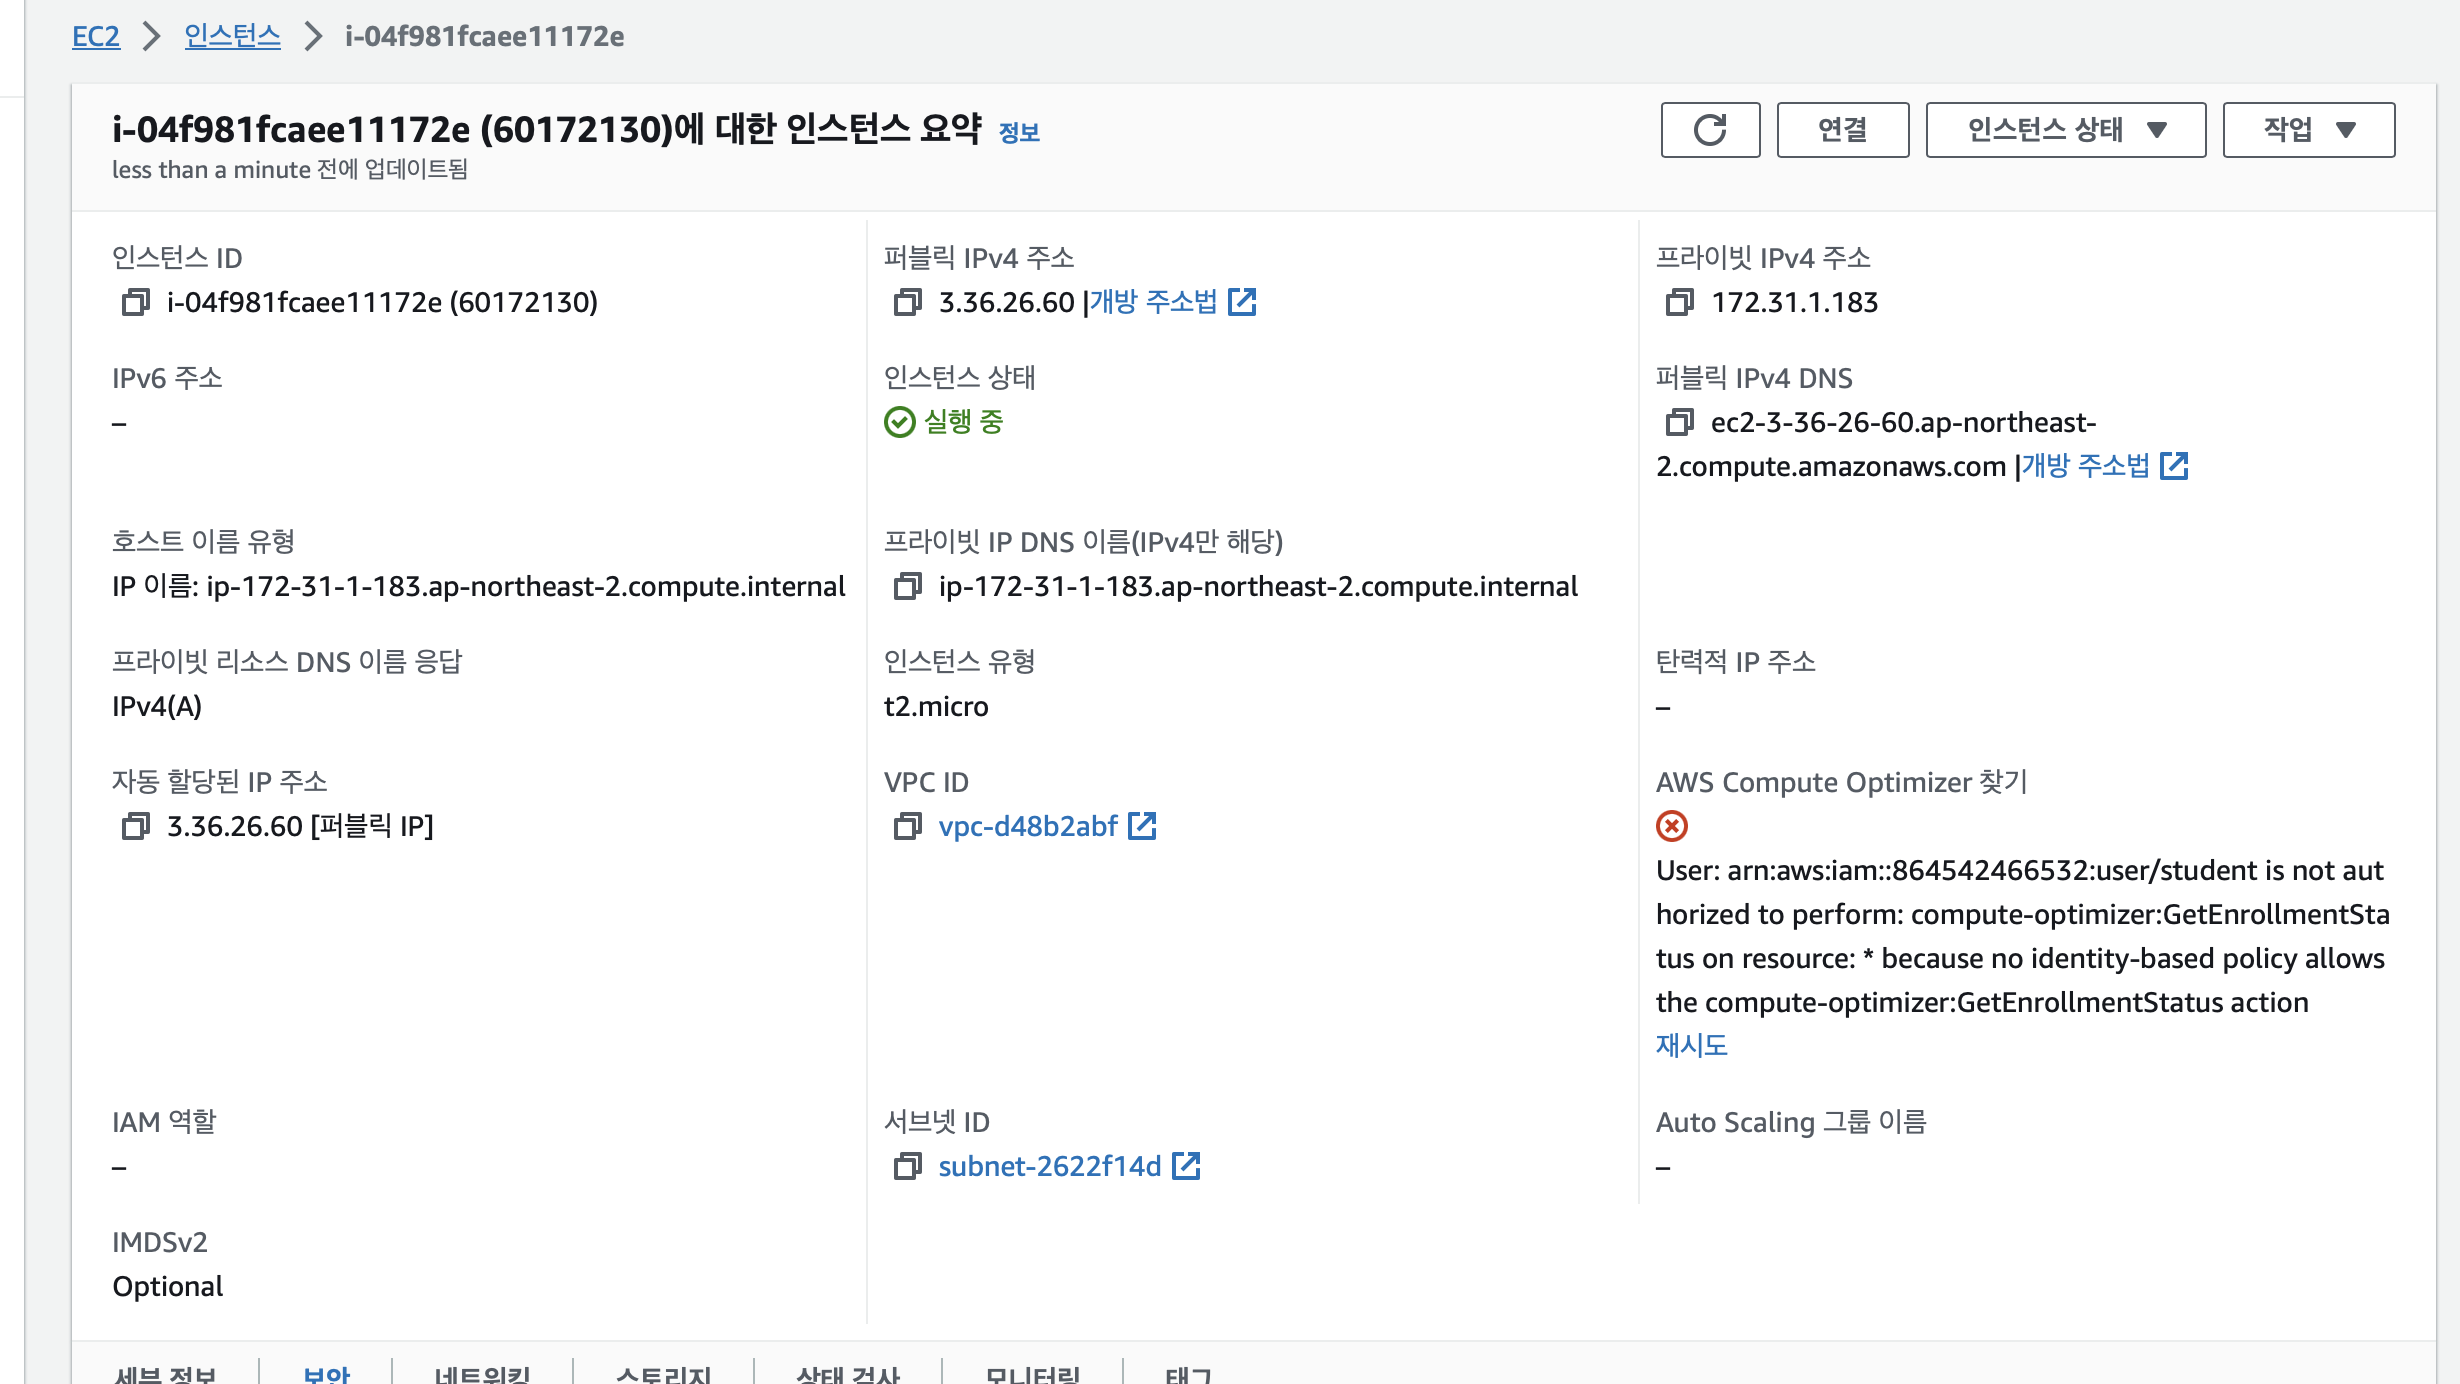 EC2 > 인스턴스 > i-04f981fcaee11172e
i-04f981fcaee11172e (60172130)에 대한 인스턴스 요약 정보
less than a minute 전에 업데이트됨
연결
인스턴스 상태 ▼
작업 ▼
인스턴스 ID
i-04f981fcaee11172e (60172130)
퍼블릭 IPv4 주소
3.36.26.60 |개방 주소법
프라이빗 IPv4 주소
172.31.1.183
IPv6 주소
–
인스턴스 상태
실행 중
퍼블릭 IPv4 DNS
ec2-3-36-26-60.ap-northeast-
2.compute.amazonaws.com |개방 주소법
호스트 이름 유형
IP 이름: ip-172-31-1-183.ap-northeast-2.compute.internal
프라이빗 IP DNS 이름(IPv4만 해당)
ip-172-31-1-183.ap-northeast-2.compute.internal
프라이빗 리소스 DNS 이름 응답
IPv4(A)
인스턴스 유형
t2.micro
탄력적 IP 주소
–
자동 할당된 IP 주소
3.36.26.60 [퍼블릭 IP]
VPC ID
vpc-d48b2abf
AWS Compute Optimizer 찾기
User: arn:aws:iam::864542466532:user/student is not aut
horized to perform: compute-optimizer:GetEnrollmentSta
tus on resource: * because no identity-based policy allows
the compute-optimizer:GetEnrollmentStatus action
재시도
IAM 역할
–
서브넷 ID
subnet-2622f14d
Auto Scaling 그룹 이름
–
IMDSv2
Optional
세부 정보
보안
네트워킹
스토리지
상태 검사
모니터링
태그